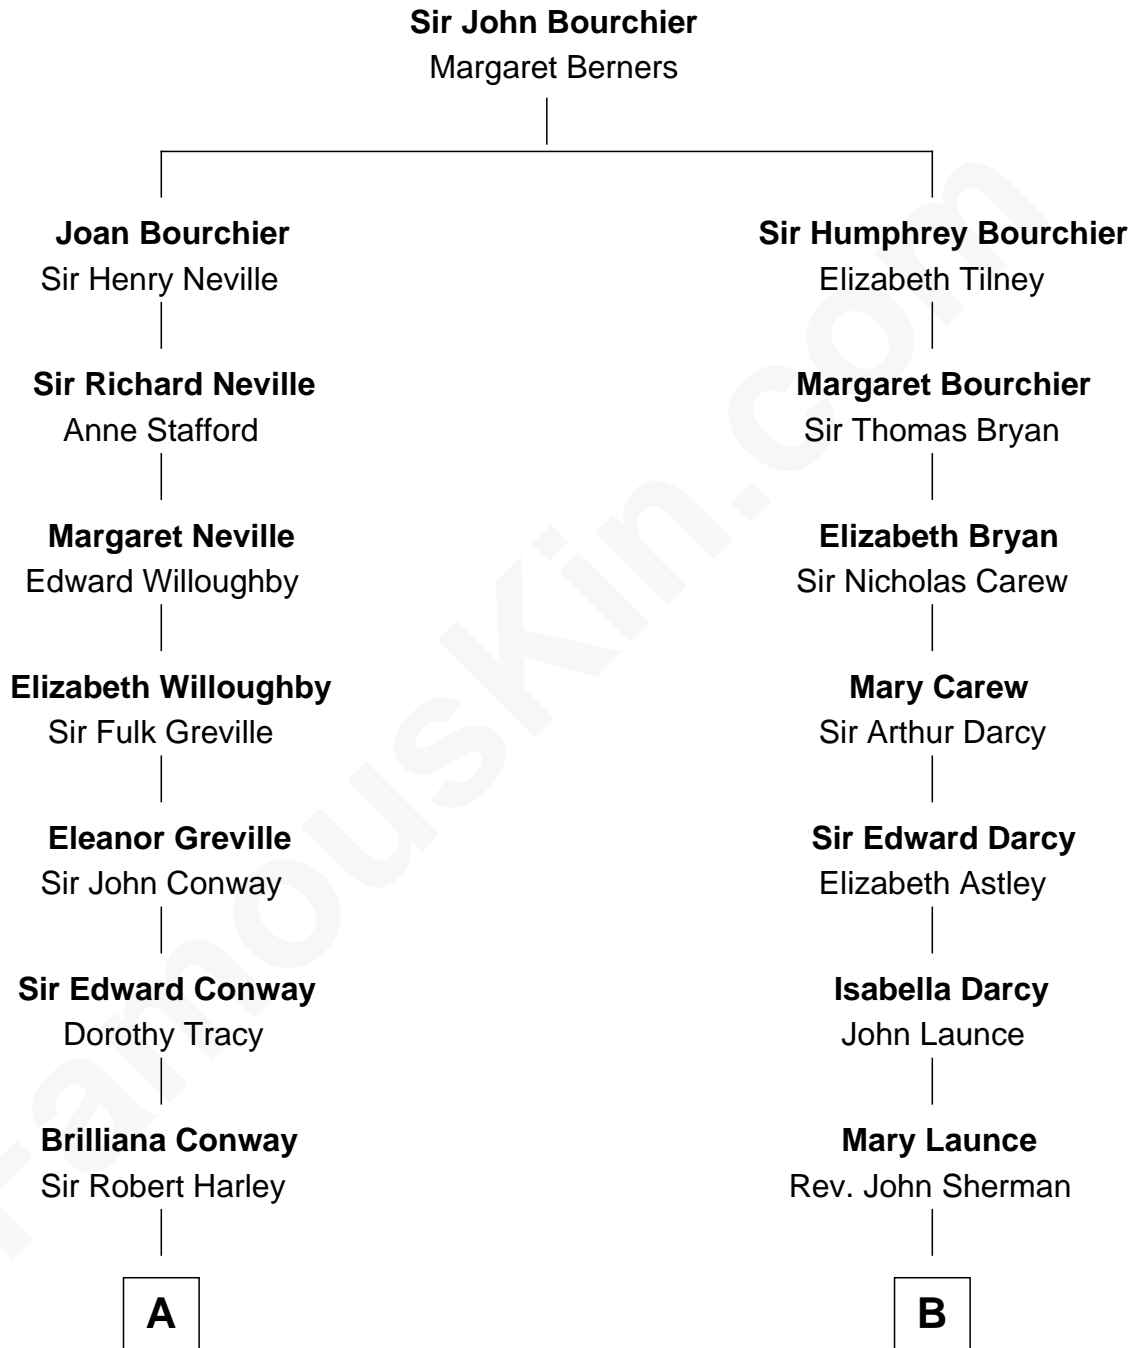 Sir John Bourchier
Margaret Berners
Joan Bourchier
Sir Henry Neville
Sir Richard Neville
Anne Stafford
Margaret Neville
Edward Willoughby
Elizabeth Willoughby
Sir Fulk Greville
Eleanor Greville
Sir John Conway
Sir Edward Conway
Dorothy Tracy
Brilliana Conway
Sir Robert Harley
A
Sir Humphrey Bourchier
Elizabeth Tilney
Margaret Bourchier
Sir Thomas Bryan
Elizabeth Bryan
Sir Nicholas Carew
Mary Carew
Sir Arthur Darcy
Sir Edward Darcy
Elizabeth Astley
Isabella Darcy
John Launce
Mary Launce
Rev. John Sherman
B
FamousKin.com